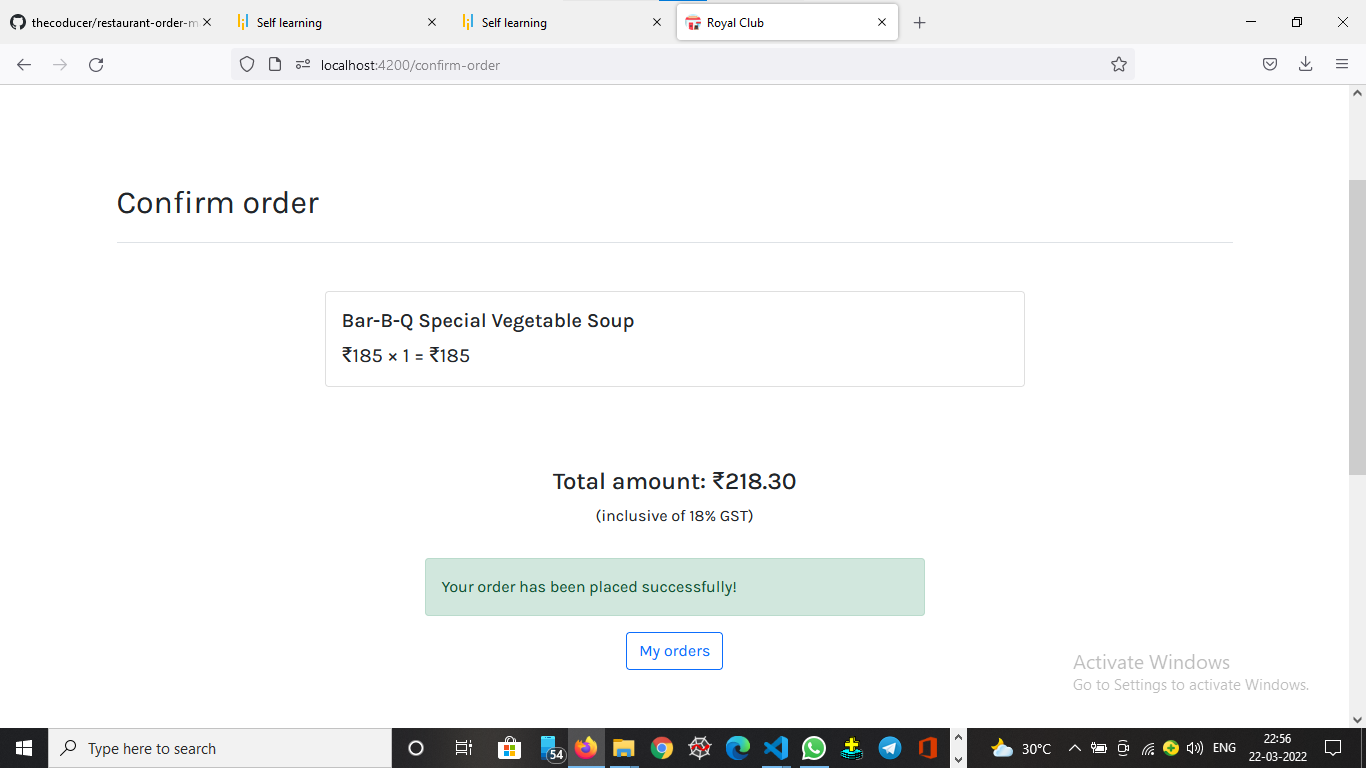 thecoducer/restaurant-order-m
Self learning
Self learning
Royal Club
localhost:4200/confirm-order
Confirm order
Bar-B-Q Special Vegetable Soup
₹185 × 1 = ₹185
Total amount: ₹218.30
(inclusive of 18% GST)
Your order has been placed successfully!
My orders
Activate Windows
Go to Settings to activate Windows.
Type here to search
54
30°C
ENG
22:56
22-03-2022